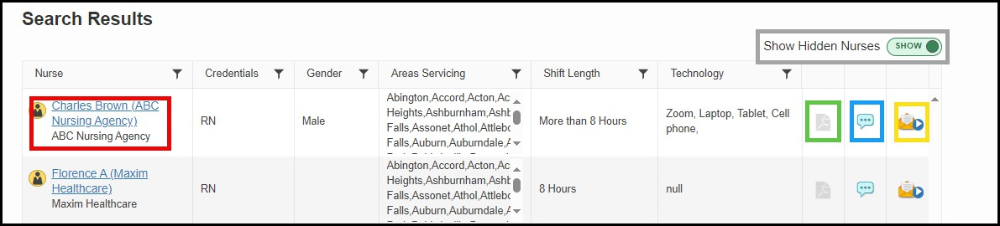 Search Results
Show Hidden Nurses SHOW
Nurse Credentials Gender Areas Servicing Shift Length Technology
Charles Brown (ABC
Nursing Agency)
ABC Nursing Agency
RN
Male
Abington,Accord,Acton,Ac
Heights,Ashburnham,Ashb
Falls,Assonet,Athol,Attlebo
Falls,Auburn,Auburndale,A
More than 8 Hours
Zoom, Laptop, Tablet, Cell
phone,
Florence A (Maxim
Healthcare)
Maxim Healthcare
RN
Abington,Accord,Acton,Ac
Heights,Ashburnham,Ashb
Falls,Assonet,Athol,Attlebo
Falls,Auburn,Auburndale,A
8 Hours
null